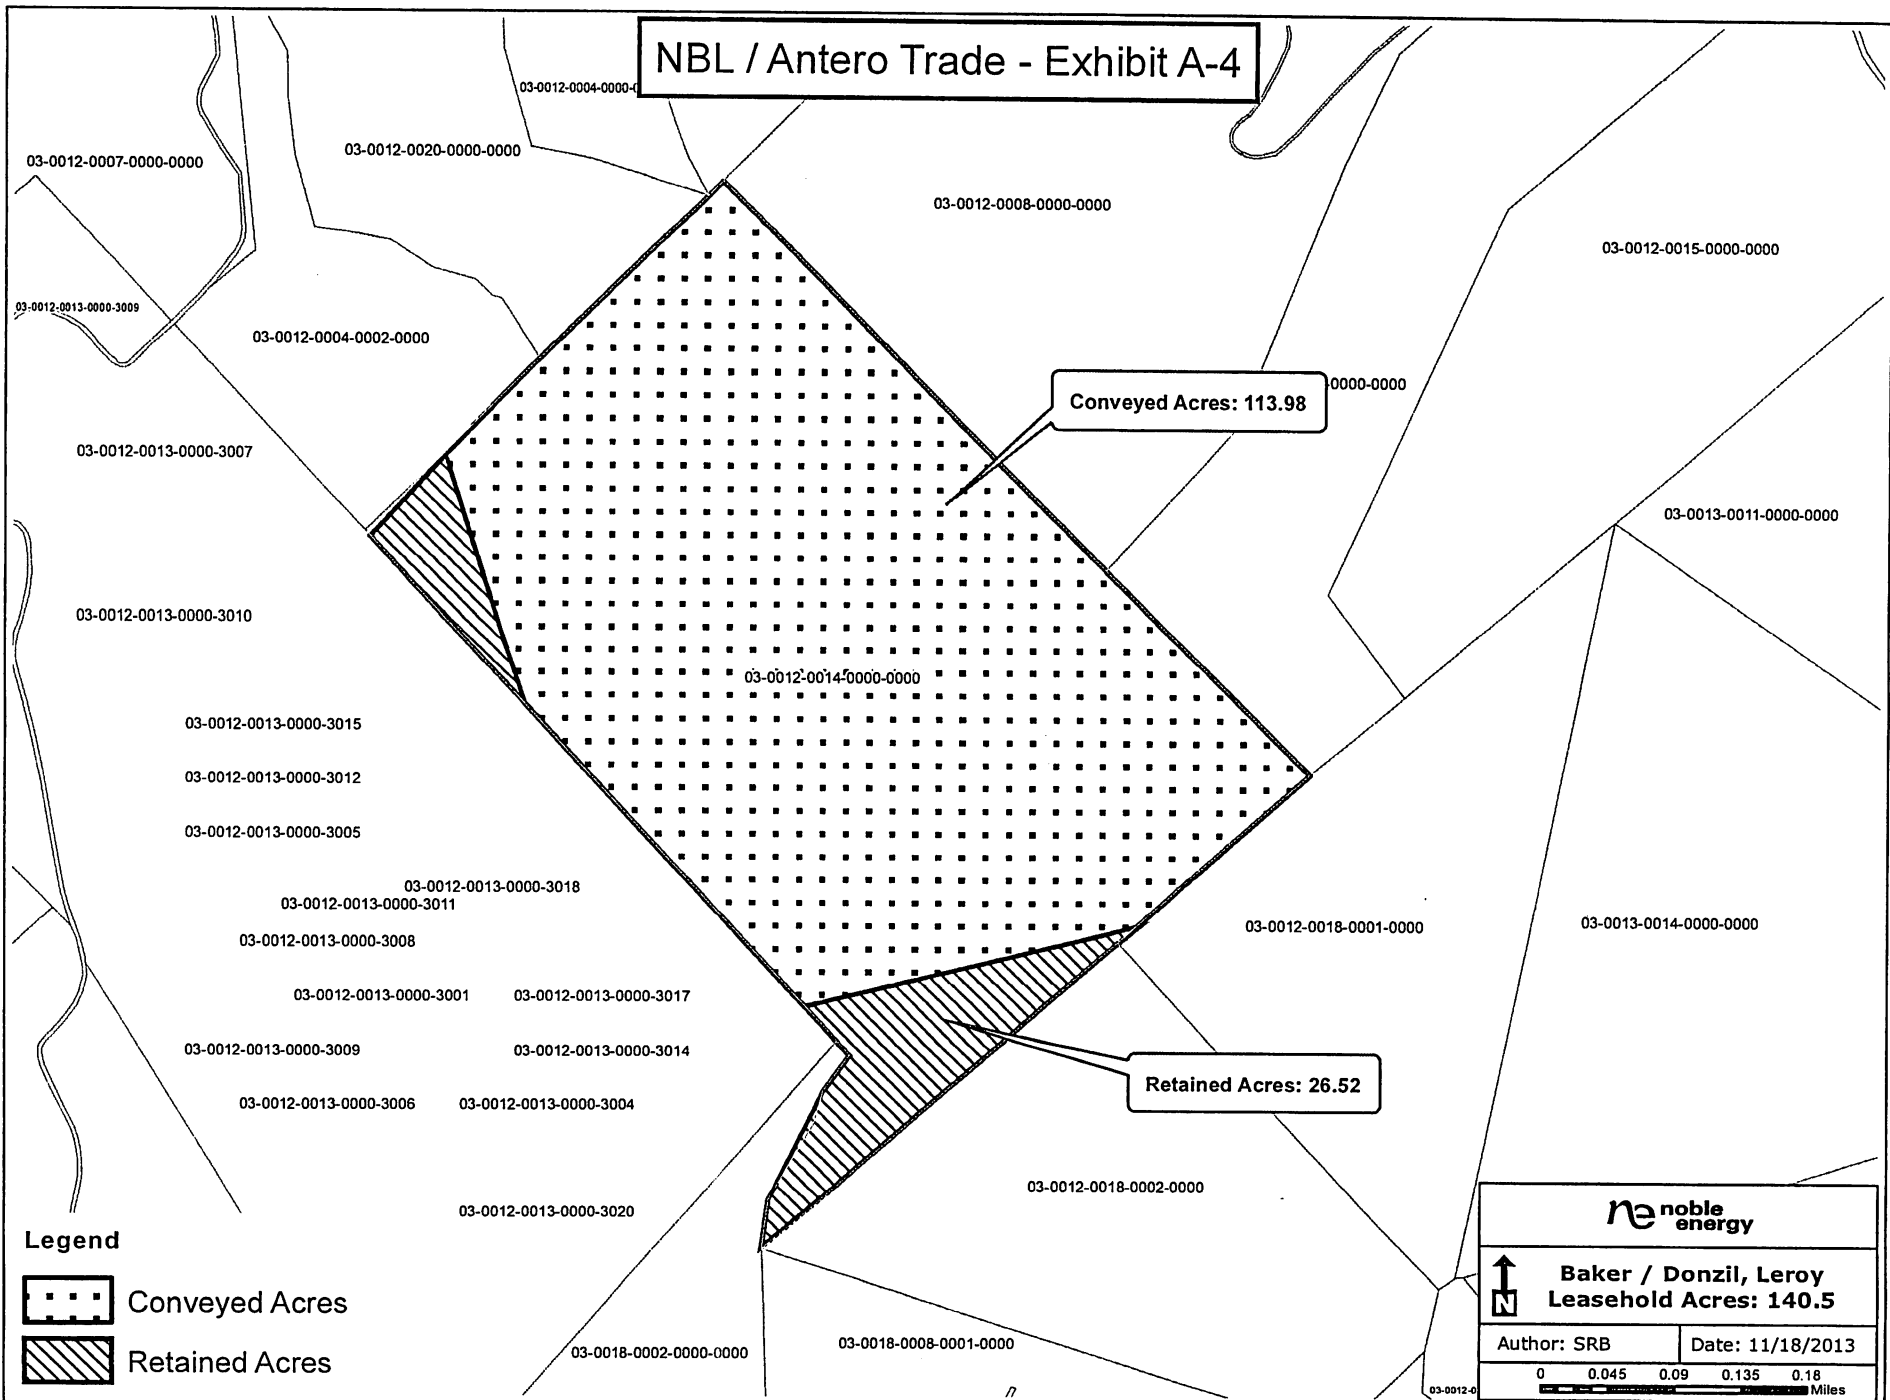 NBL / Antero Trade - Exhibit A-4
03-0012-0004-0000-0
03-0012-0007-0000-0000
03-0012-0020-0000-0000
03-0012-0008-0000-0000
03-0012-0015-0000-0000
03-0012-0013-0000-3009
03-0012-0004-0002-0000
0000-0000
Conveyed Acres: 113.98
03-0012-0013-0000-3007
03-0013-0011-0000-0000
03-0012-0013-0000-3010
03-0012-0014-0000-0000
03-0012-0013-0000-3015
03-0012-0013-0000-3012
03-0012-0013-0000-3005
03-0012-0013-0000-3018
03-0012-0013-0000-3011
03-0012-0013-0000-3008
03-0012-0018-0001-0000
03-0013-0014-0000-0000
03-0012-0013-0000-3001
03-0012-0013-0000-3017
03-0012-0013-0000-3009
03-0012-0013-0000-3014
Retained Acres: 26.52
03-0012-0013-0000-3006
03-0012-0013-0000-3004
03-0012-0018-0002-0000
03-0012-0013-0000-3020
Legend
Conveyed Acres
Retained Acres
03-0018-0002-0000-0000
03-0018-0008-0001-0000
03-0012-0
ne noble
energy
N
Baker / Donzil, Leroy
Leasehold Acres: 140.5
Author: SRB
Date: 11/18/2013
0 0.045 0.09 0.135 0.18
Miles